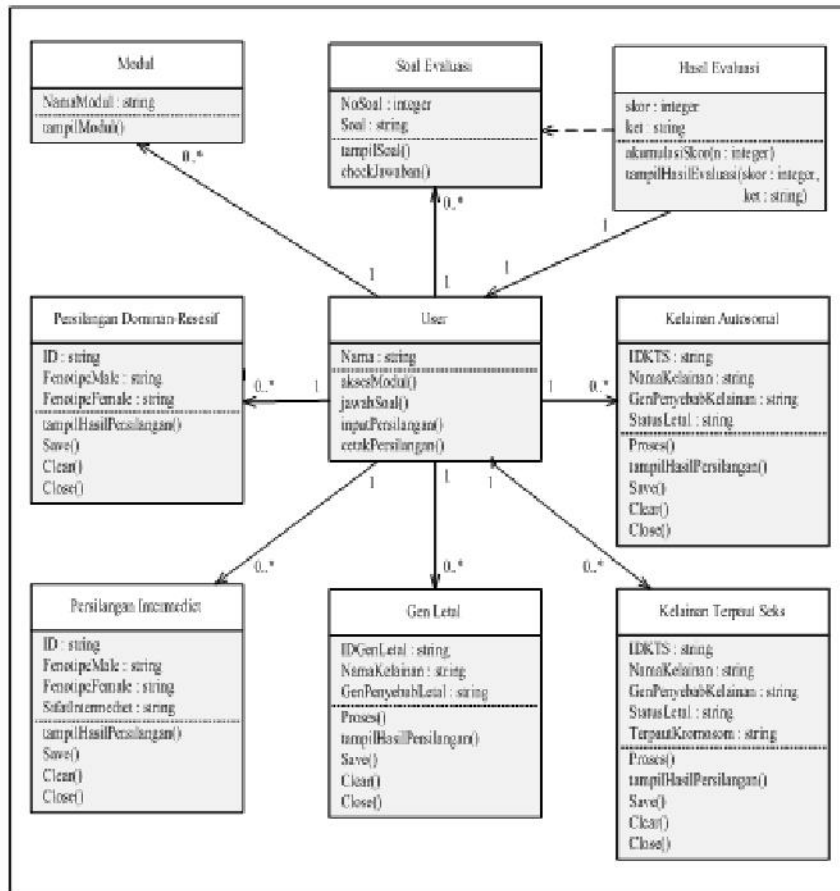 Modul
NamaModul : string
tampilModul()
Soal Evaluasi
NoSoal : integer
Soal : string
tampilSoal()
checkJawaban()
Hasil Evaluasi
skor : integer
ket : string
akumulasiSkor(n : integer)
tampilHasilEvaluasi(skor : integer,
ket : string)
0..*
0..*
1
1
1
1
Persilangan Dominan-Resesif
ID : string
FenotipeMale : string
FenotipeFemale : string
tampilHasilPersilangan()
Save()
Clear()
Close()
0..*
1
User
Nama : string
aksesModul()
jawabSoal()
inputPersilangan()
cetakPersilangan()
1
0..*
Kelainan Autosomal
IDKTS : string
NamaKelainan : string
GenPenyebabKelainan : string
StatusLetal : string
Proses()
tampilHasilPersilangan()
Save()
Clear()
Close()
1
1
1
0..*
0..*
0..*
Persilangan Intermediet
ID : string
FenotipeMale : string
FenotipeFemale : string
SifatIntermediet : string
tampilHasilPersilangan()
Save()
Clear()
Close()
Gen Letal
IDGenLetal : string
NamaKelainan : string
GenPenyebabLetal : string
Proses()
tampilHasilPersilangan()
Save()
Clear()
Close()
Kelainan Terpaut Seks
IDKTS : string
NamaKelainan : string
GenPenyebabKelainan : string
StatusLetal : string
TerpautKromosom : string
Proses()
tampilHasilPersilangan()
Save()
Clear()
Close()